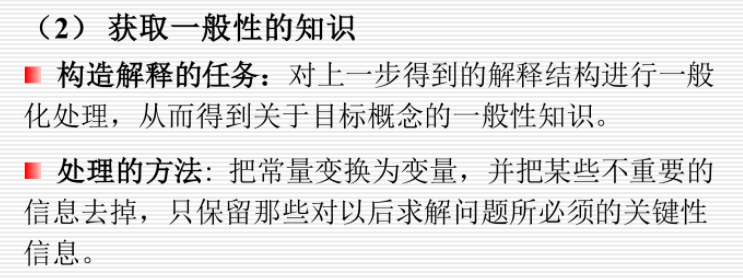 （2） 获取一般性的知识
构造解释的任务：对上一步得到的解释结构进行一般
化处理，从而得到关于目标概念的一般性知识。
处理的方法：把常量变换为变量，并把某些不重要的
信息去掉，只保留那些对以后求解问题所必须的关键性
信息。